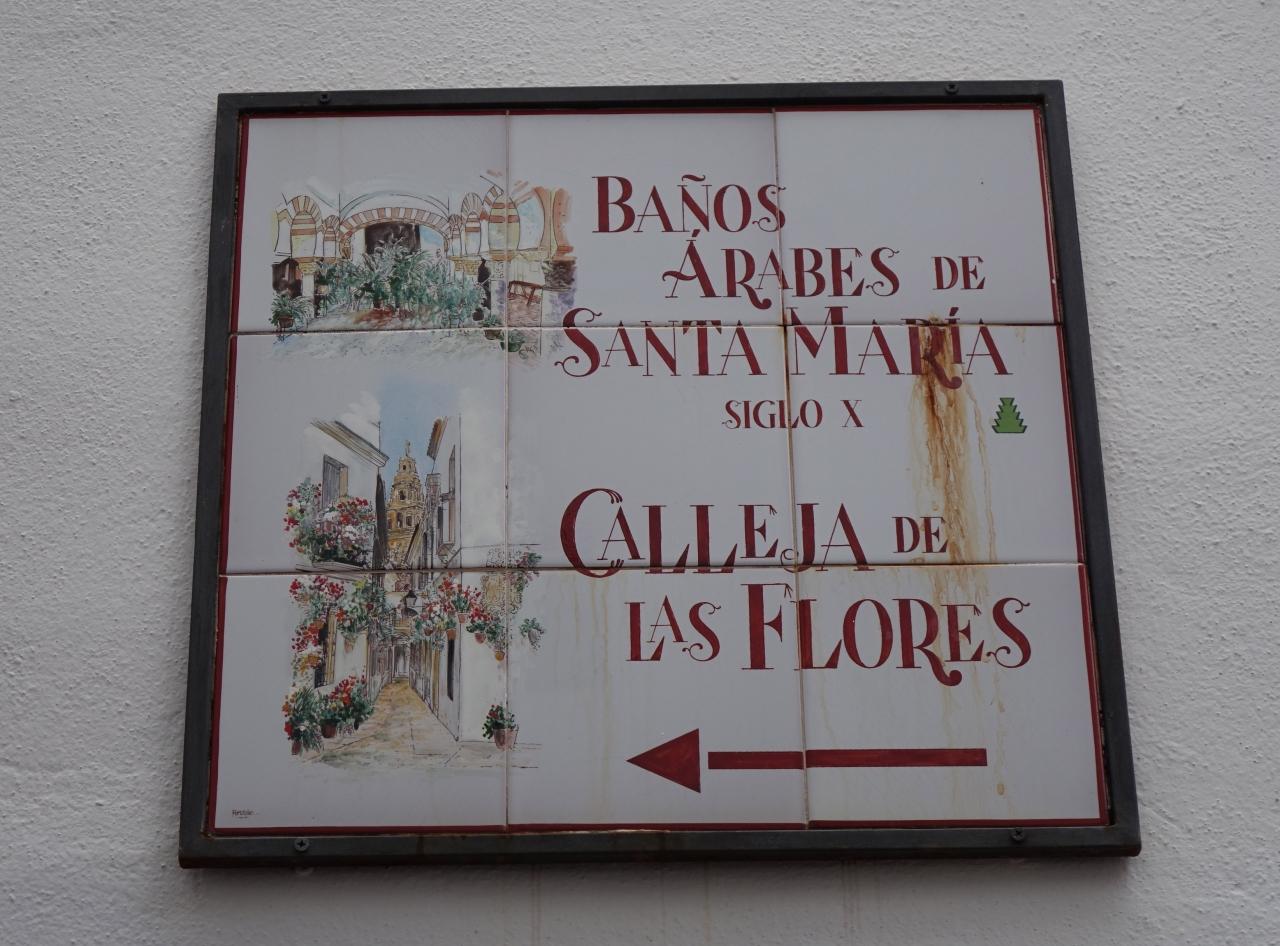 BAÑOS
ÁRABES DE
SANTA MARÍA
SIGLO X
CALLEJA DE
LAS FLORES